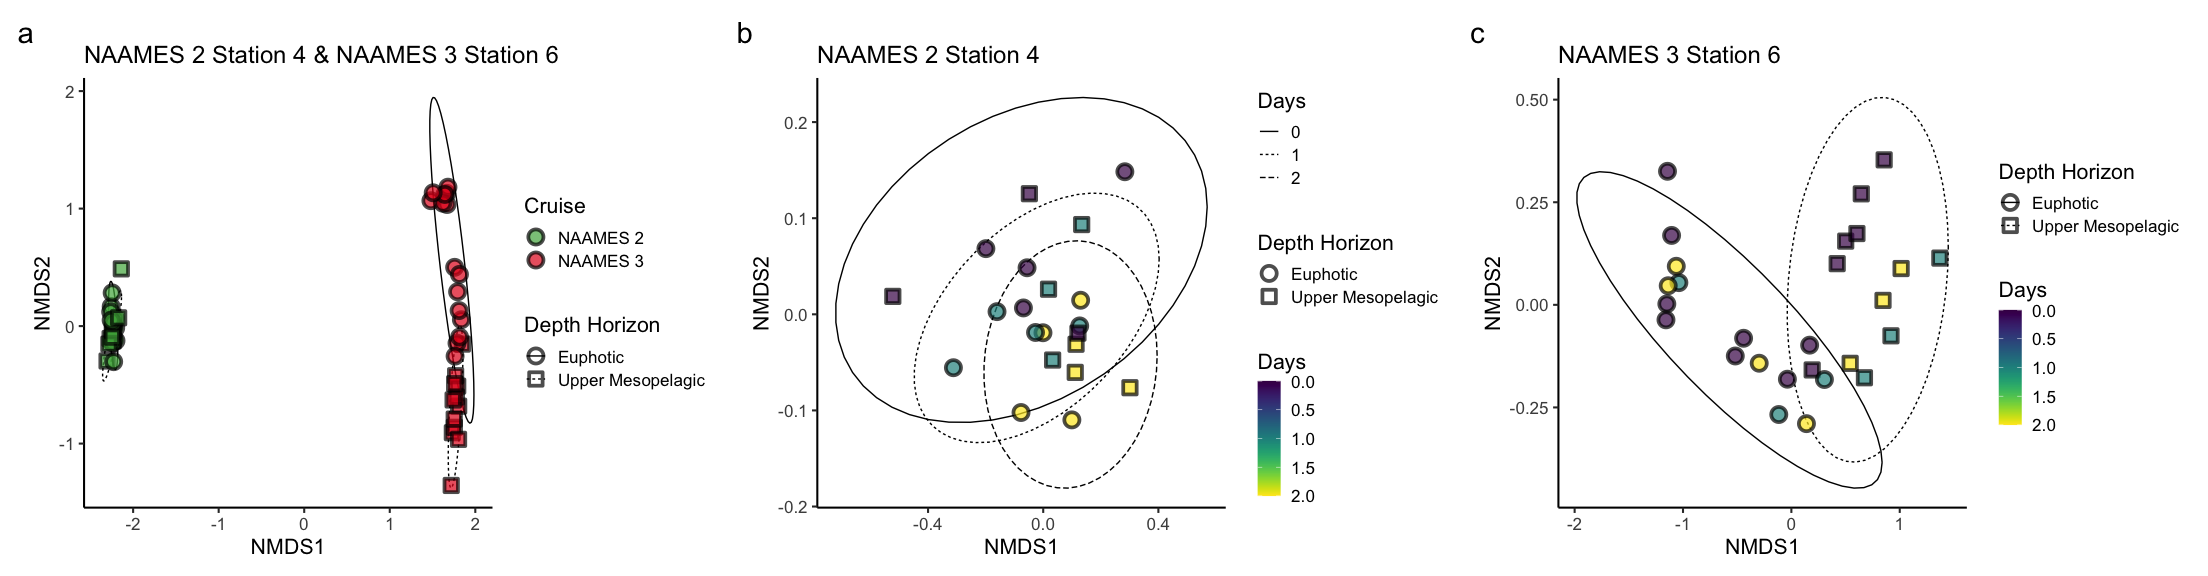 a
NAAMES 2 Station 4 & NAAMES 3 Station 6
2
1
0
-1
NMDS2
-2
-1
0
1
2
NMDS1
Cruise
NAAMES 2
NAAMES 3
Depth Horizon
Euphotic
Upper Mesopelagic
b
NAAMES 2 Station 4
0.2
0.1
0.0
-0.1
-0.2
NMDS2
-0.4
0.0
0.4
NMDS1
Days
0
1
2
Depth Horizon
Euphotic
Upper Mesopelagic
Days
0.0
0.5
1.0
1.5
2.0
c
NAAMES 3 Station 6
0.50
0.25
0.00
-0.25
NMDS2
-2
-1
0
1
NMDS1
Depth Horizon
Euphotic
Upper Mesopelagic
Days
0.0
0.5
1.0
1.5
2.0